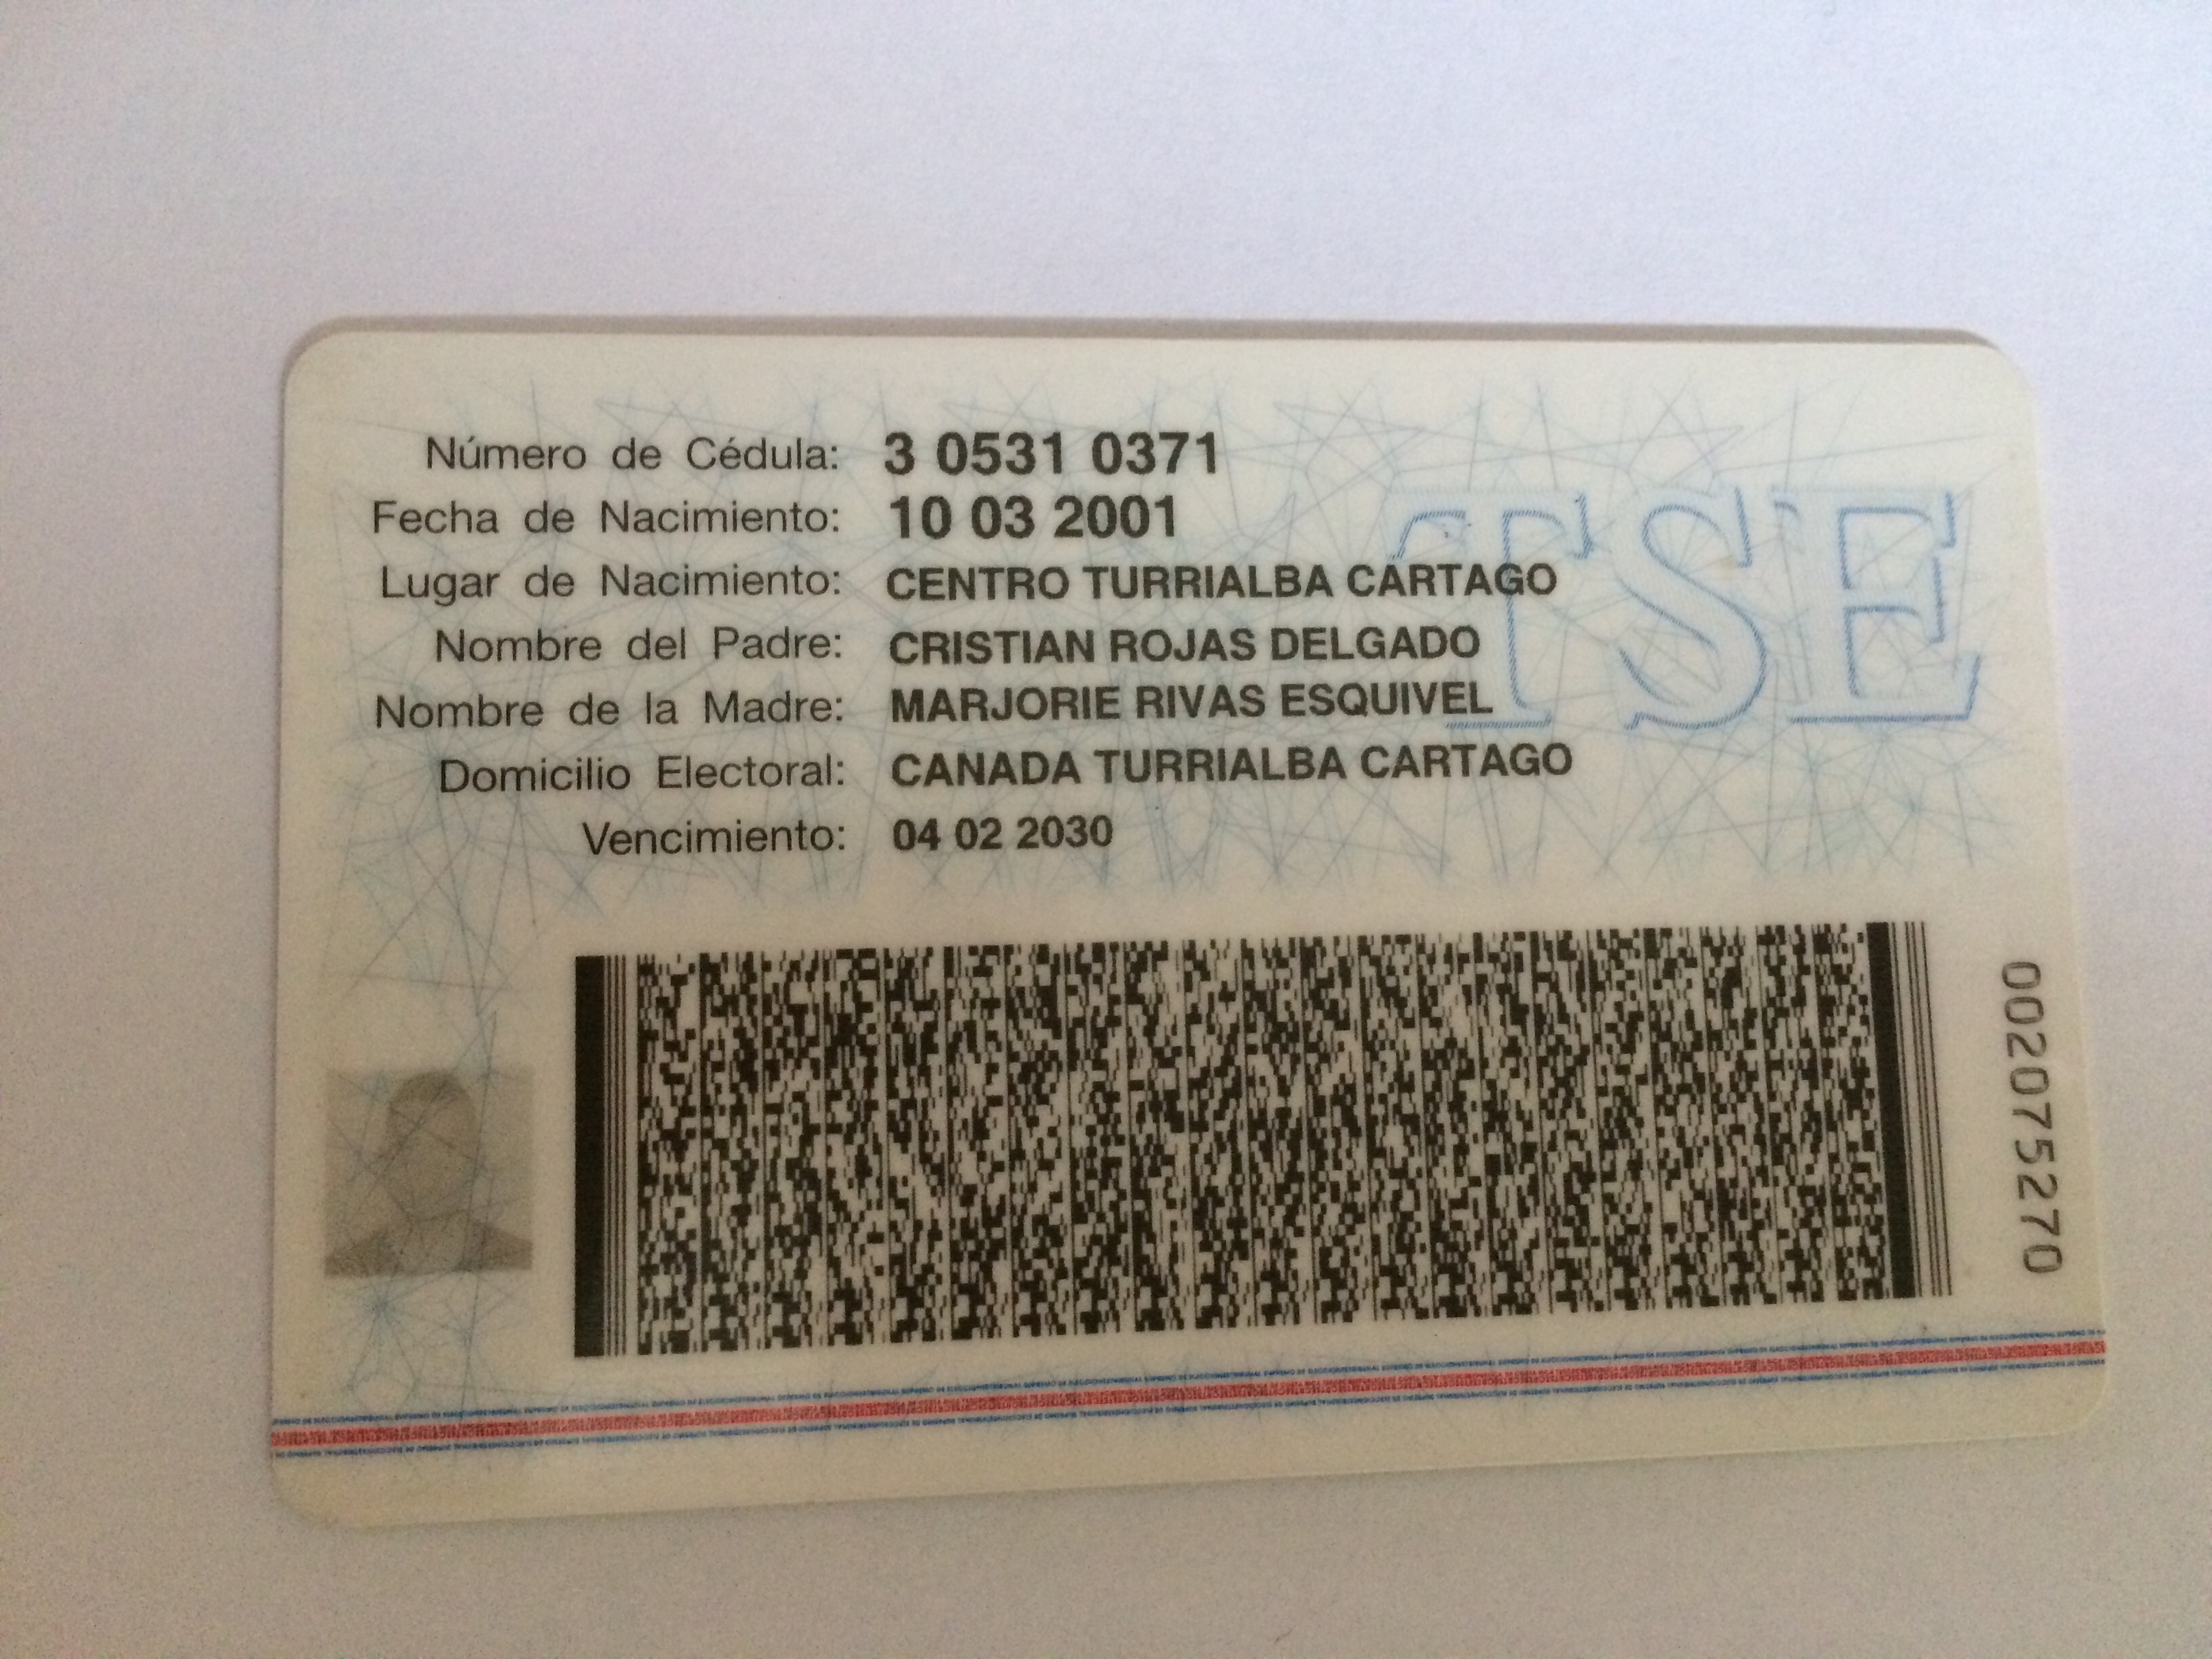 Número de Cédula: 3 0531 0371
Fecha de Nacimiento: 10 03 2001
Lugar de Nacimiento: CENTRO TURRIALBA CARTAGO
Nombre del Padre: CRISTIAN ROJAS DELGADO
Nombre de la Madre: MARJORIE RIVAS ESQUIVEL
Domicilio Electoral: CANADA TURRIALBA CARTAGO
Vencimiento: 04 02 2030
TSE
002075270